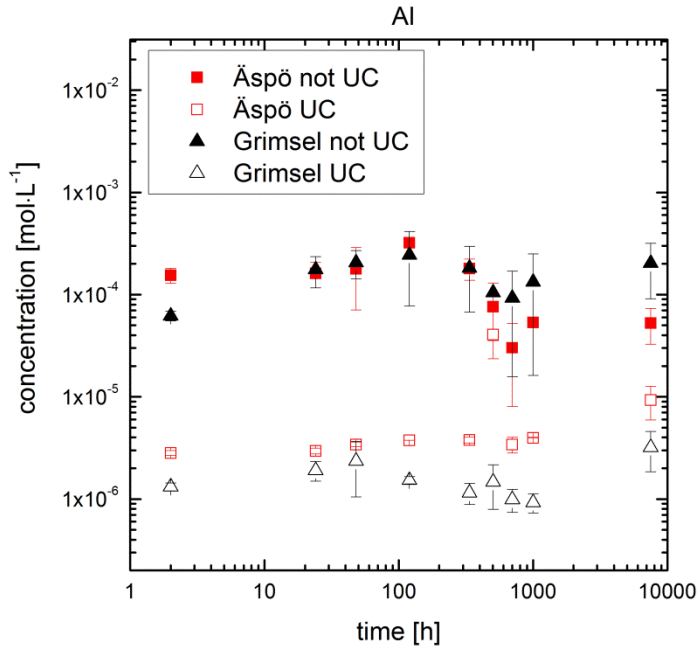 Al
Äspö not UC
Äspö UC
Grimsel not UC
Grimsel UC
concentration [mol·L⁻¹]
1x10⁻²
1x10⁻³
1x10⁻⁴
1x10⁻⁵
1x10⁻⁶
1 10 100 1000 10000
time [h]